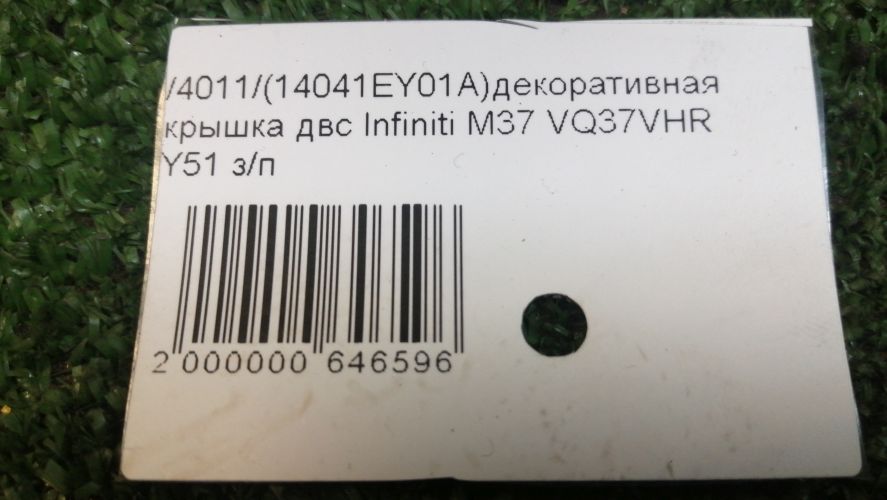 /4011/(14041EY01A)декоративная
крышка двс Infiniti M37 VQ37VHR
Y51 з/п
2 000000 646596